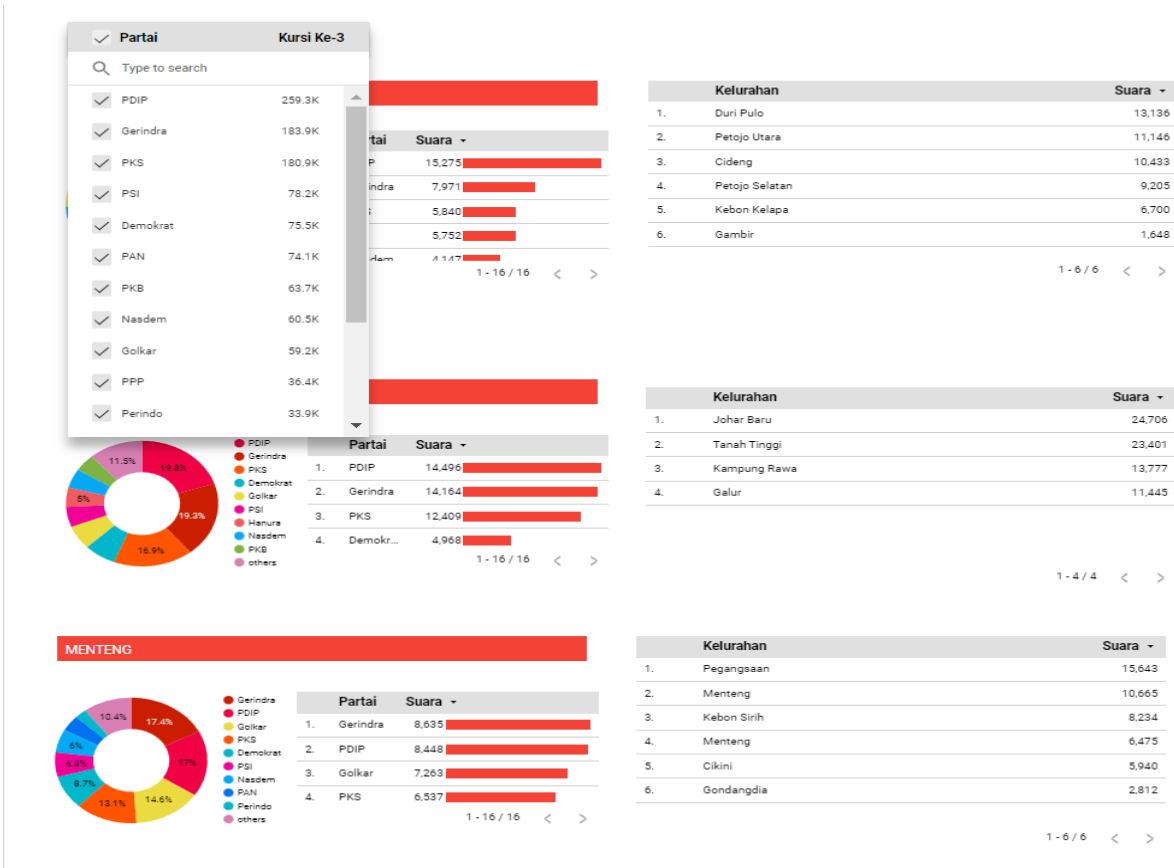 Partai Kursi Ke-3
Type to search
PDIP 259.3K
Gerindra 183.9K
PKS 180.9K
PSI 78.2K
Demokrat 75.5K
PAN 74.1K
PKB 63.7K
Nasdem 60.5K
Golkar 59.2K
PPP 36.4K
Perindo 33.9K
Suara
15,275
7,971
5,840
5,752
4,147
1 - 16 / 16 < >
Kelurahan Suara
1. Duri Pulo 13,136
2. Petojo Utara 11,146
3. Cideng 10,433
4. Petojo Selatan 9,205
5. Kebon Kelapa 6,700
6. Gambir 1,648
1 - 6 / 6 < >
11.5%
19.8%
19.3%
16.9%
5%
PDIP
Gerindra
PKS
Demokrat
Golkar
PSI
Hanura
Nasdem
PKB
others
Partai Suara
1. PDIP 14,496
2. Gerindra 14,164
3. PKS 12,409
4. Demokr... 4,968
1 - 16 / 16 < >
Kelurahan Suara
1. Johar Baru 24,706
2. Tanah Tinggi 23,401
3. Kampung Rawa 13,777
4. Galur 11,445
1 - 4 / 4 < >
MENTENG
10.4%
17.4%
17%
14.6%
13.1%
8.7%
6.3%
6%
Gerindra
PDIP
Golkar
PKS
Demokrat
PSI
Nasdem
PAN
Perindo
others
Partai Suara
1. Gerindra 8,635
2. PDIP 8,448
3. Golkar 7,263
4. PKS 6,537
1 - 16 / 16 < >
Kelurahan Suara
1. Pegangsaan 15,643
2. Menteng 10,665
3. Kebon Sirih 8,234
4. Menteng 6,475
5. Cikini 5,940
6. Gondangdia 2,812
1 - 6 / 6 < >